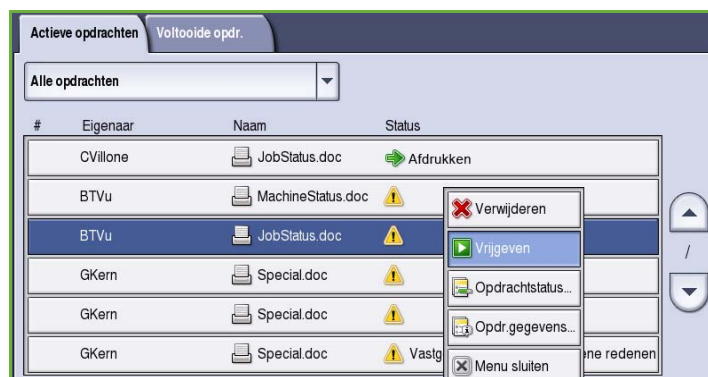 Actieve opdrachten Voltooide opdr.
Alle opdrachten
# Eigenaar Naam Status
CVillone JobStatus.doc Afdrukken
BTVu MachineStatus.doc
Verwijderen
BTVu JobStatus.doc
Vrijgeven
/
GKern Special.doc
Opdrachtstatus...
GKern Special.doc
Opdr.gegevens...
GKern Special.doc Vastg ene redenen
Menu sluiten